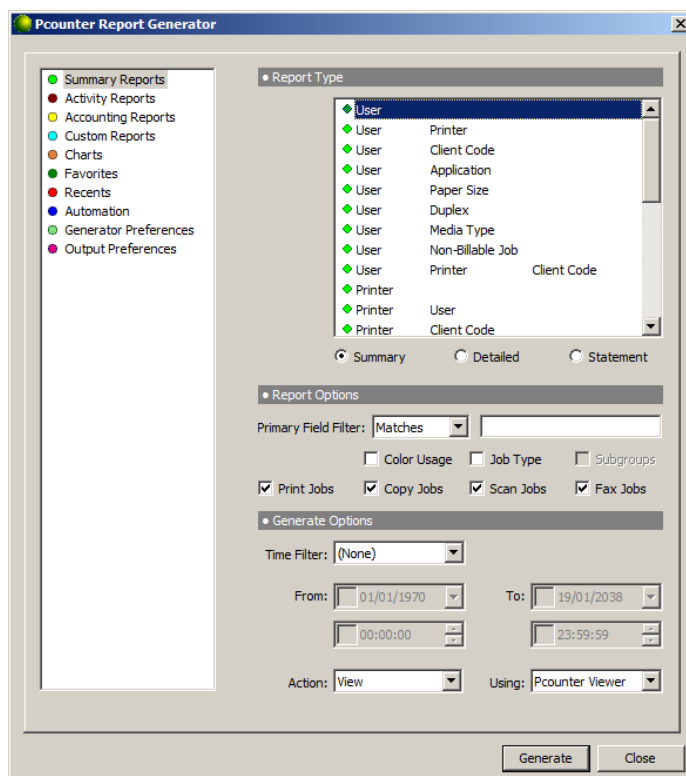 Pcounter Report Generator
Summary Reports
Activity Reports
Accounting Reports
Custom Reports
Charts
Favorites
Recents
Automation
Generator Preferences
Output Preferences
Report Type
User
User Printer
User Client Code
User Application
User Paper Size
User Duplex
User Media Type
User Non-Billable Job
User Printer Client Code
Printer
Printer User
Printer Client Code
Summary Detailed Statement
Report Options
Primary Field Filter: Matches
Color Usage Job Type Subgroups
Print Jobs Copy Jobs Scan Jobs Fax Jobs
Generate Options
Time Filter: (None)
From: 01/01/1970 To: 19/01/2038
00:00:00 23:59:59
Action: View Using: Pcounter Viewer
Generate Close